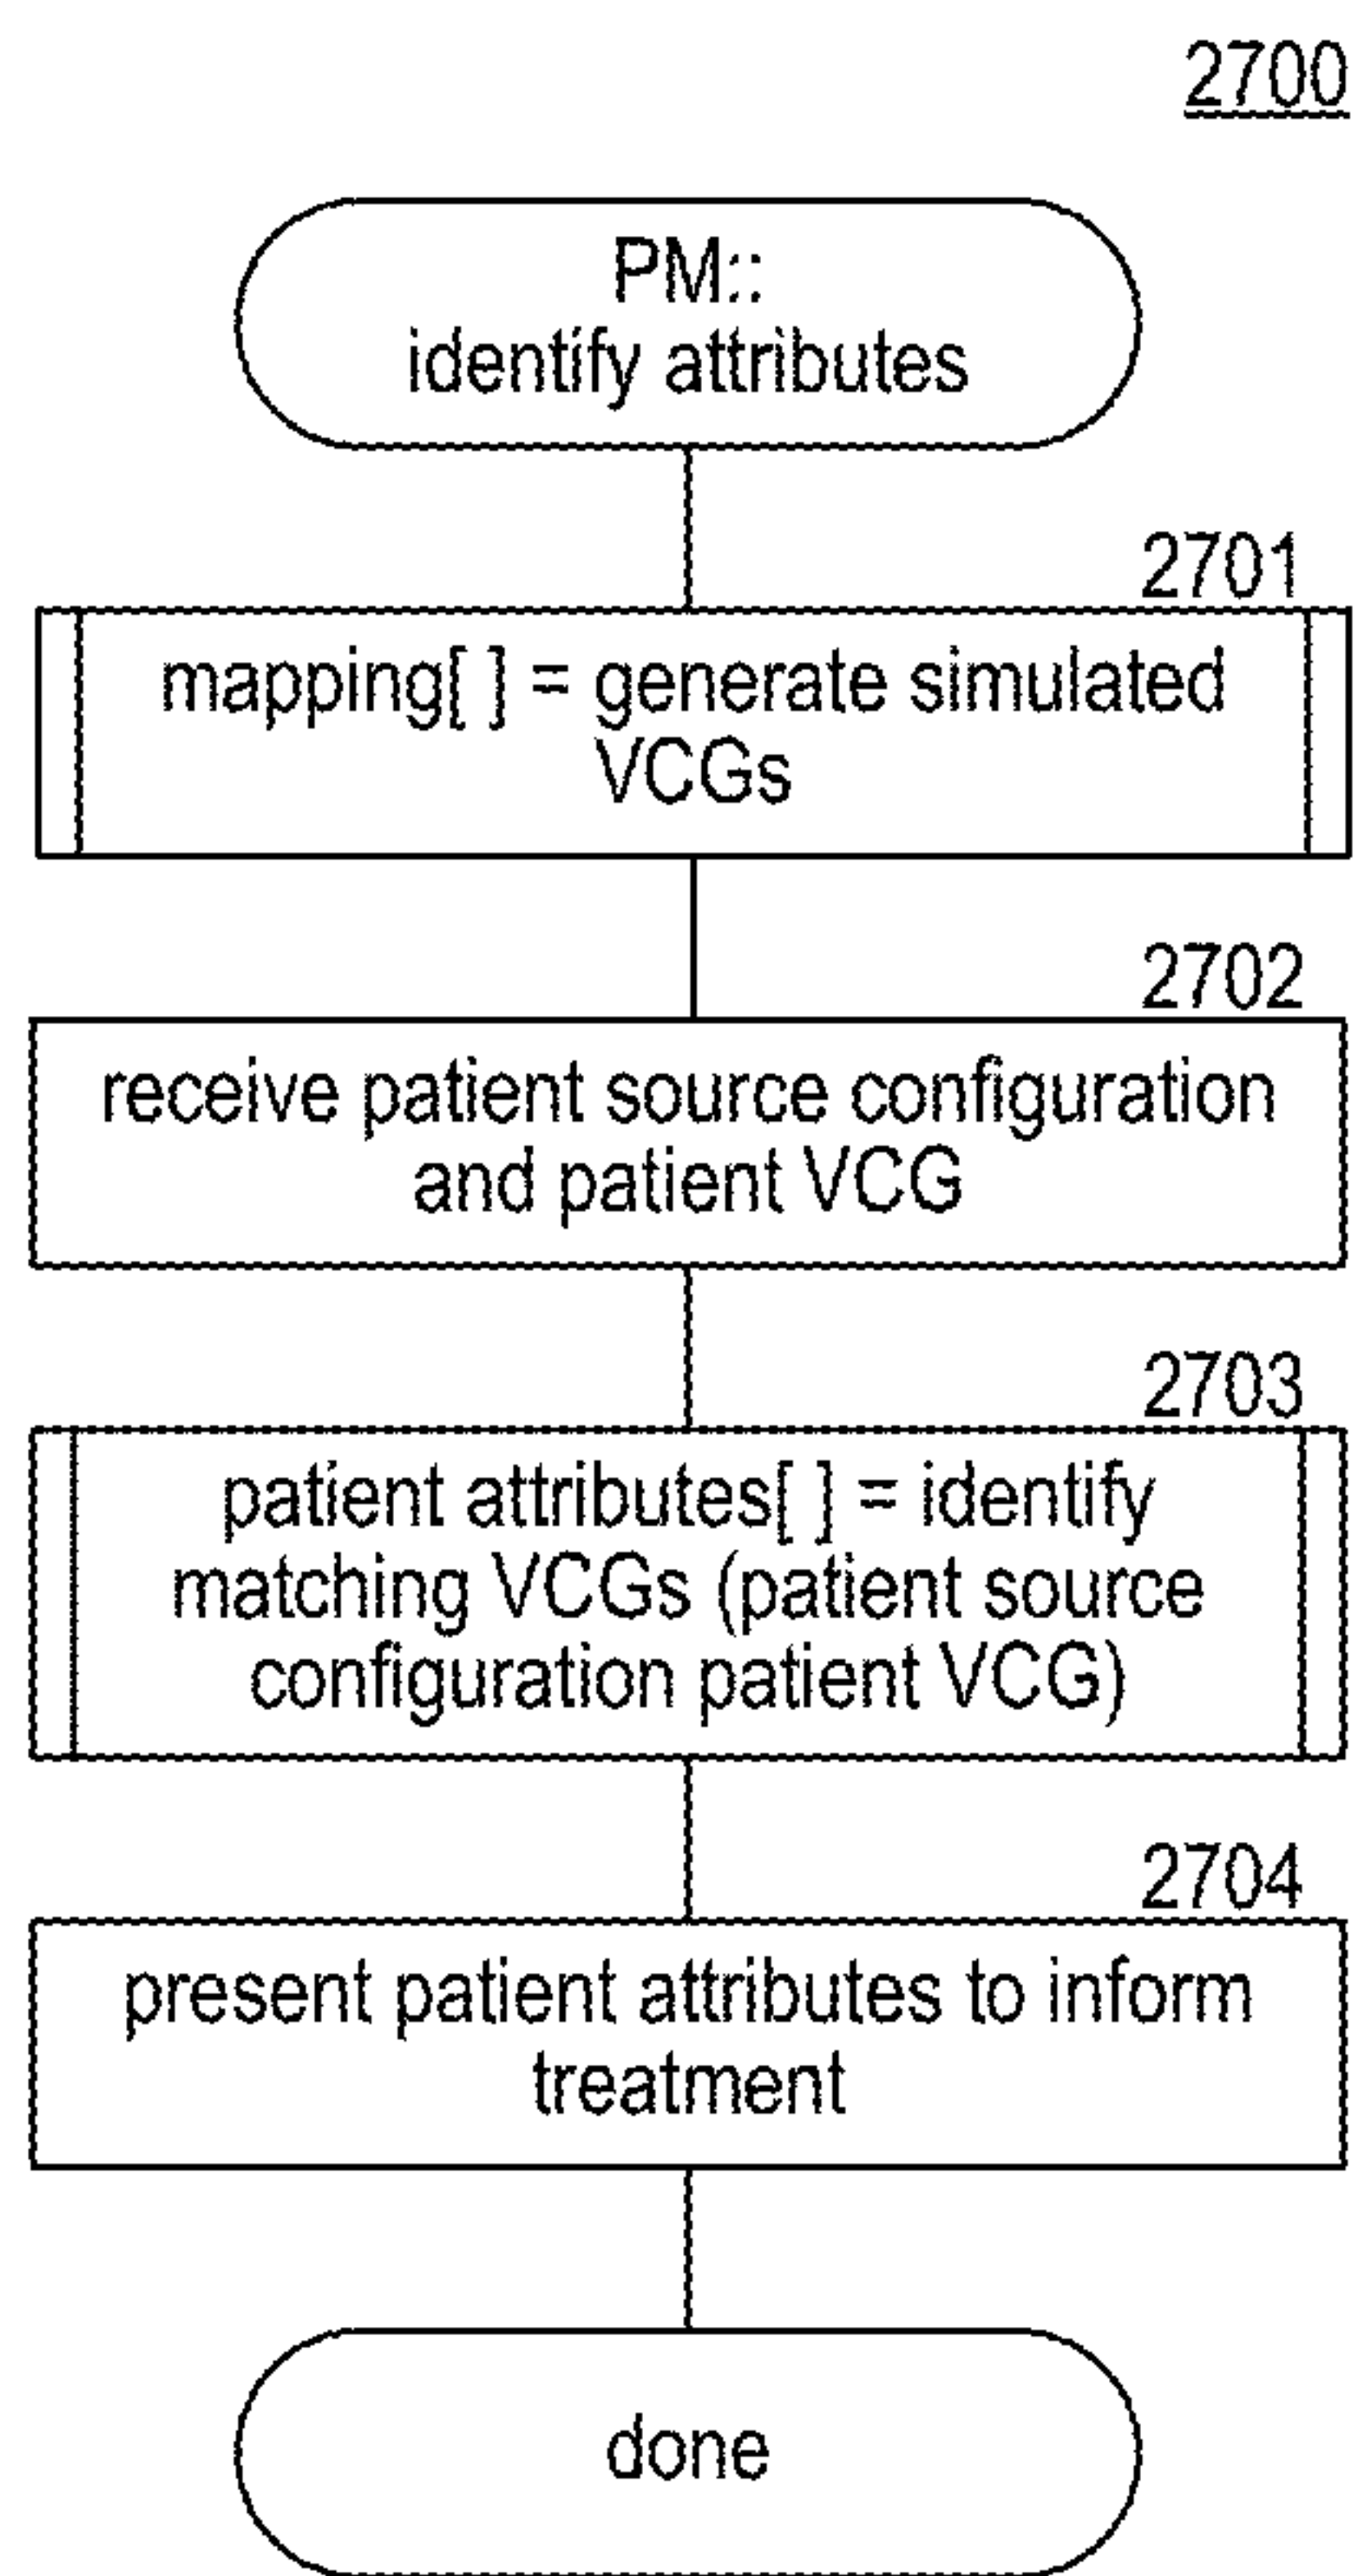 2700
PM::
identify attributes
2701
mapping[ ] = generate simulated
VCGs
2702
receive patient source configuration
and patient VCG
2703
patient attributes[ ] = identify
matching VCGs (patient source
configuration patient VCG)
2704
present patient attributes to inform
treatment
done